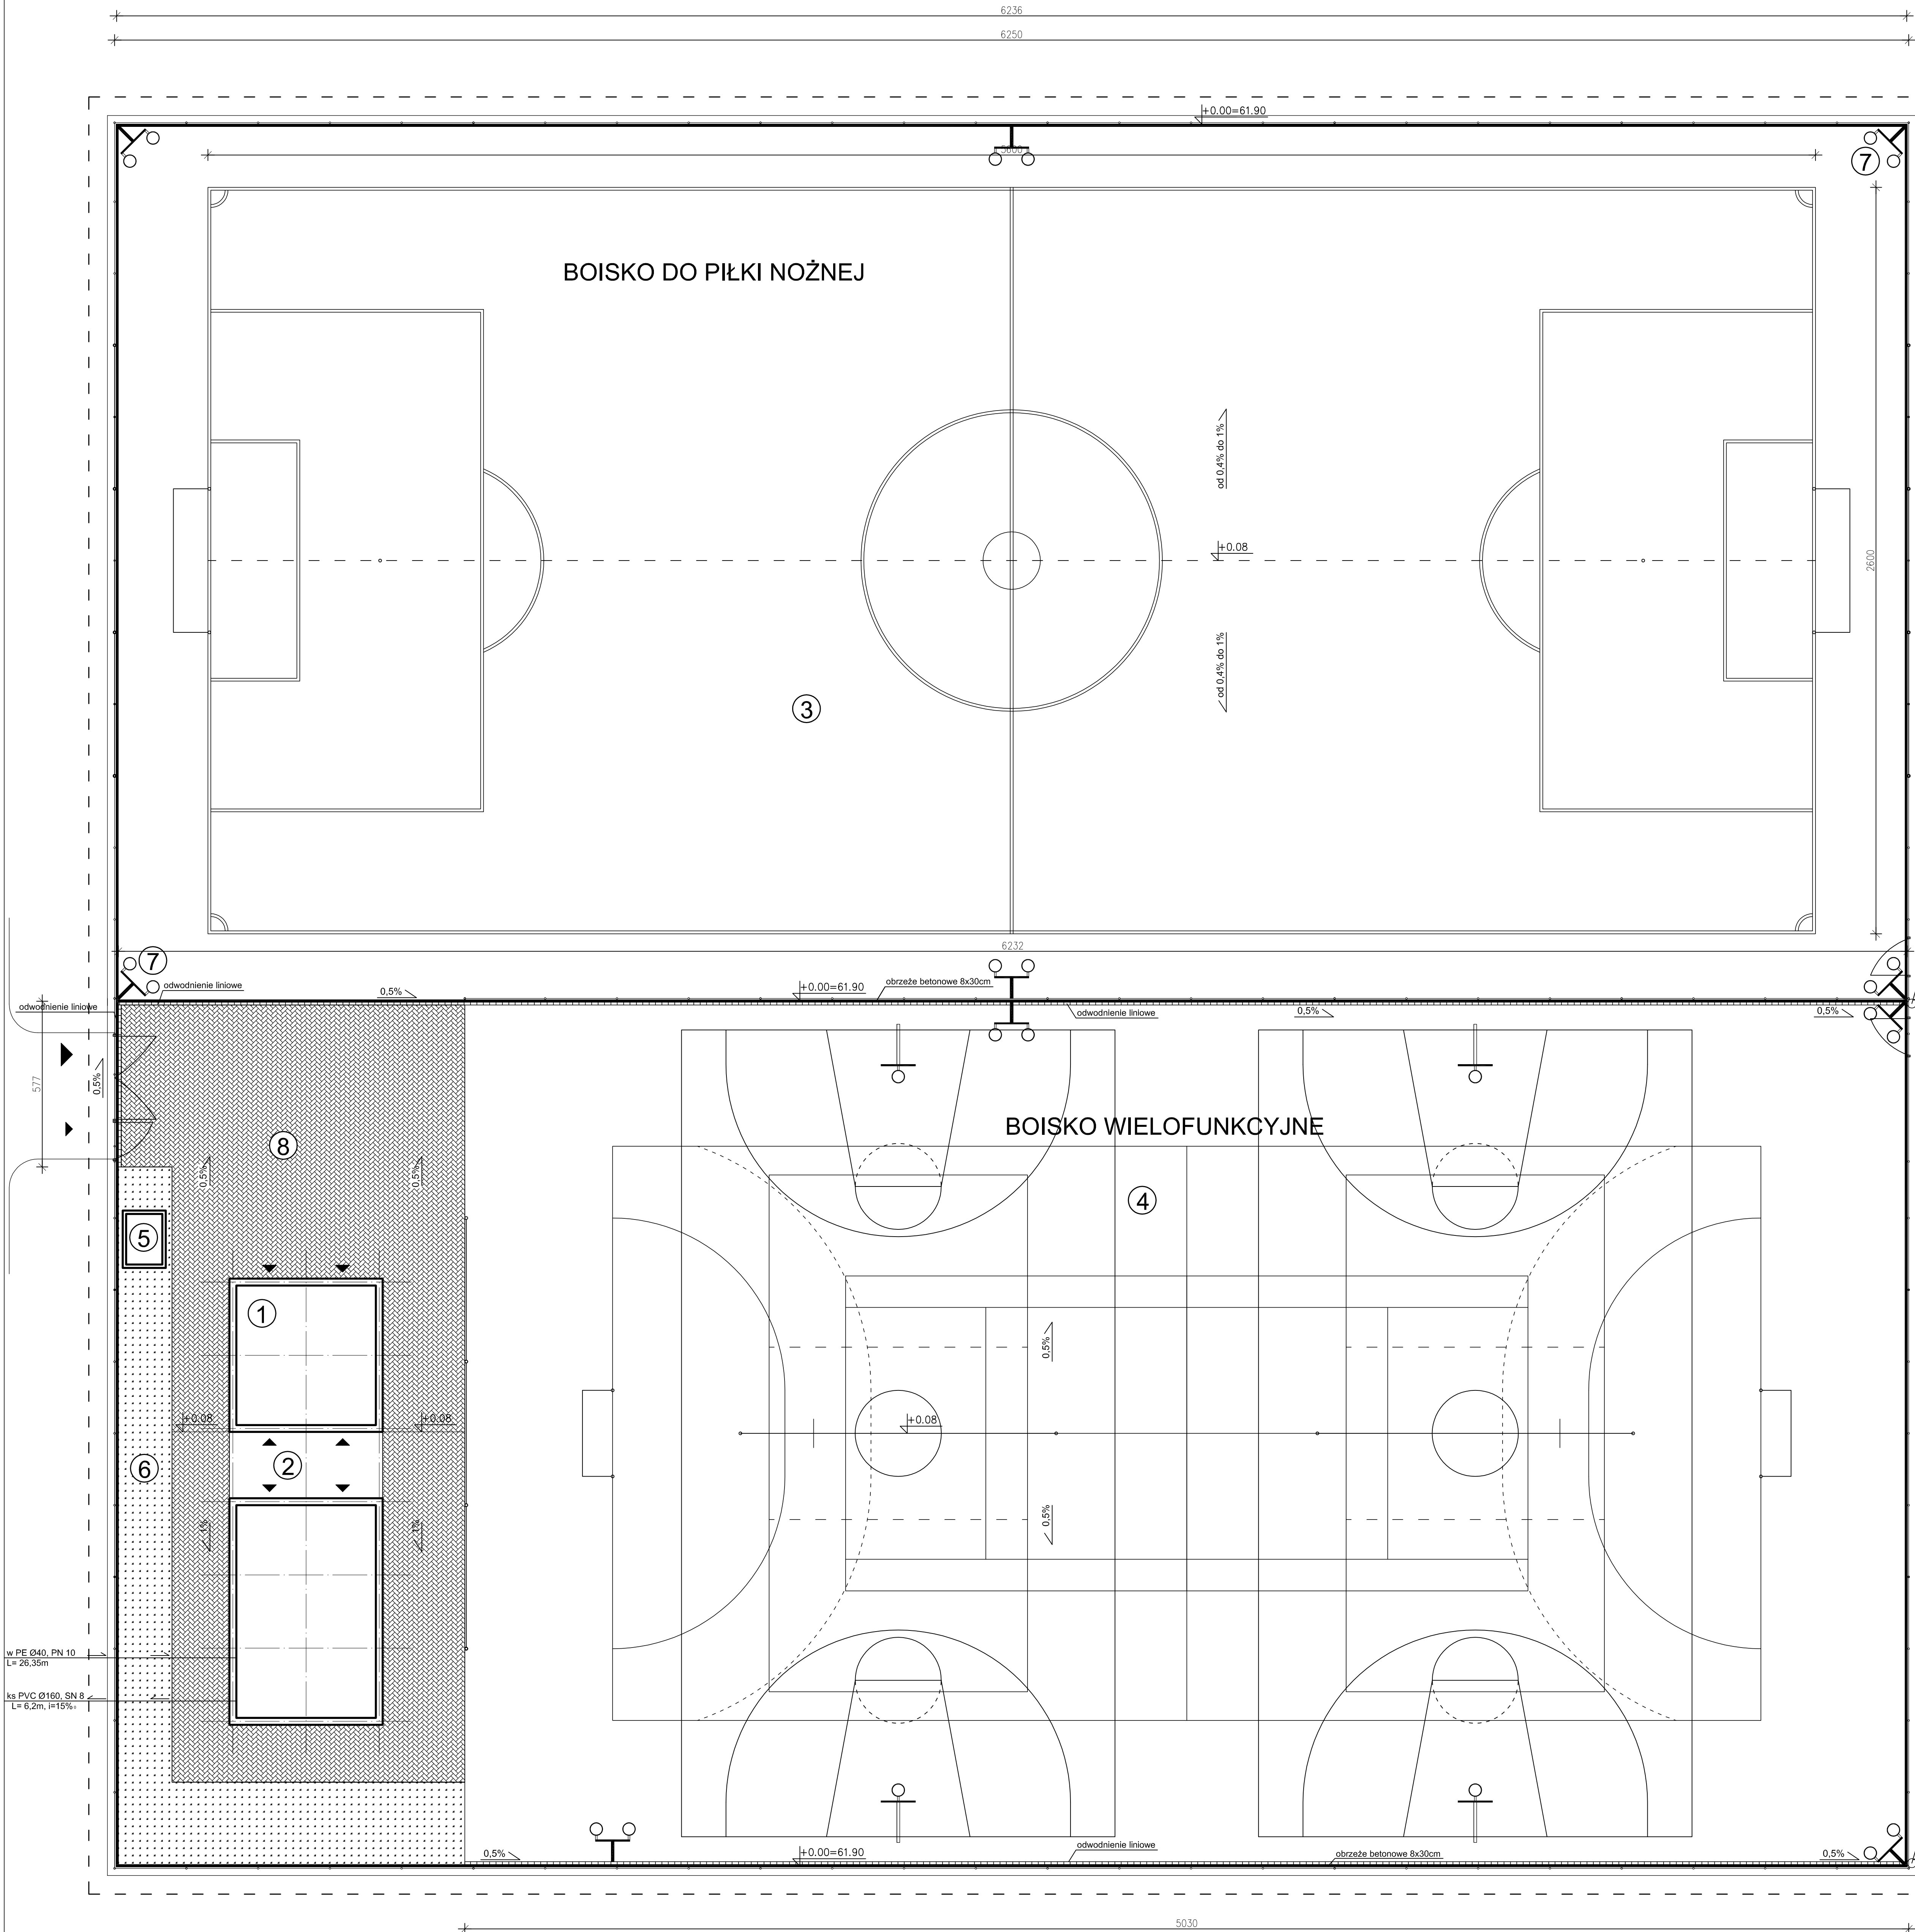 6236
6250
+0.00=61.90
5600
7
BOISKO DO PIŁKI NOŻNEJ
od 0,4% do 1%
+0.08
2600
od 0,4% do 1%
3
6232
7
odwodnienie liniowe
0,5%
+0.00=61.90
obrzeże betonowe 8x30cm
odwodnienie liniowe
odwodnienie liniowe
0,5%
0,5%
577
0,5%
BOISKO WIELOFUNKCYJNE
8
0,5%
0,5%
4
5
1
0,5%
+0.08
+0.08
+0.08
6
2
1%
1%
0,5%
w PE Ø40, PN 10
L= 26,35m
ks PVC Ø160, SN 8
L= 6,2m, i=15%
0,5%
+0.00=61.90
odwodnienie liniowe
obrzeże betonowe 8x30cm
0,5%
5030